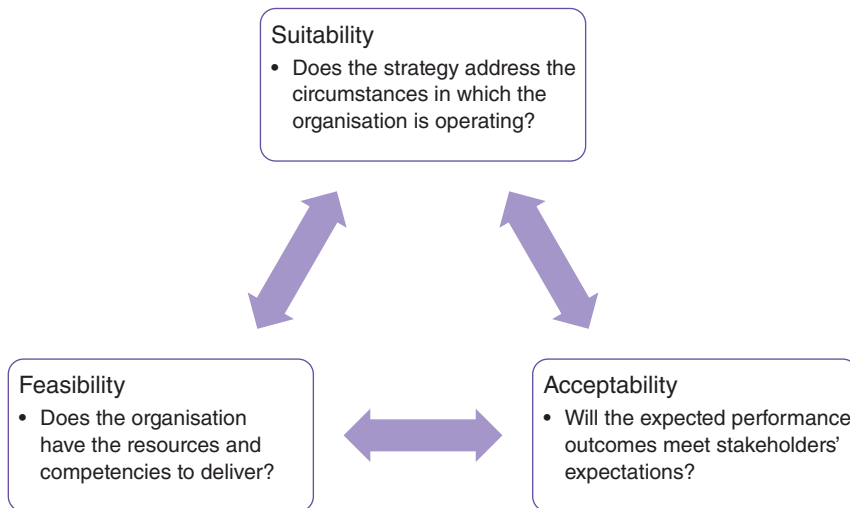 Suitability
• Does the strategy address the
circumstances in which the
organisation is operating?
Feasibility
• Does the organisation
have the resources and
competencies to deliver?
Acceptability
• Will the expected performance
outcomes meet stakeholders’
expectations?